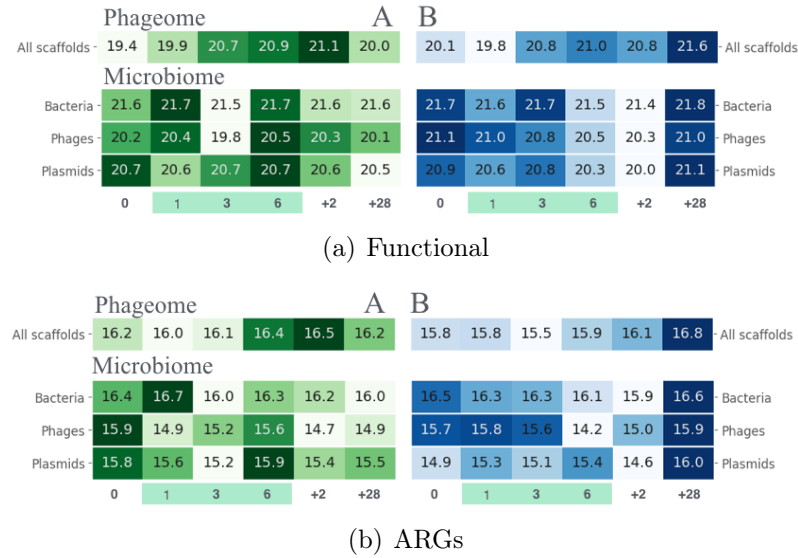 Phageome A B
All scaffolds 19.4 19.9 20.7 20.9 21.1 20.0 20.1 19.8 20.8 21.0 20.8 21.6 All scaffolds
Microbiome
Bacteria 21.6 21.7 21.5 21.7 21.6 21.6 21.7 21.6 21.7 21.5 21.4 21.8 Bacteria
Phages 20.2 20.4 19.8 20.5 20.3 20.1 21.1 21.0 20.8 20.5 20.3 21.0 Phages
Plasmids 20.7 20.6 20.7 20.7 20.6 20.5 20.9 20.6 20.8 20.3 20.0 21.1 Plasmids
0 1 3 6 +2 +28 0 1 3 6 +2 +28
(a) Functional
Phageome A B
All scaffolds 16.2 16.0 16.1 16.4 16.5 16.2 15.8 15.8 15.5 15.9 16.1 16.8 All scaffolds
Microbiome
Bacteria 16.4 16.7 16.0 16.3 16.2 16.0 16.5 16.3 16.3 16.1 15.9 16.6 Bacteria
Phages 15.9 14.9 15.2 15.6 14.7 14.9 15.7 15.8 15.6 14.2 15.0 15.9 Phages
Plasmids 15.8 15.6 15.2 15.9 15.4 15.5 14.9 15.3 15.1 15.4 14.6 16.0 Plasmids
0 1 3 6 +2 +28 0 1 3 6 +2 +28
(b) ARGs